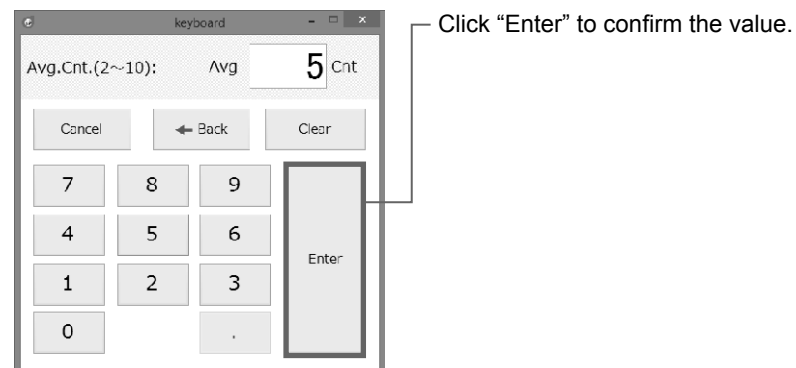 keyboard
Click “Enter” to confirm the value.
Avg.Cnt.(2～10): Avg 5 Cnt
Cancel ← Back Clear
7 8 9
4 5 6
Enter
1 2 3
0 .